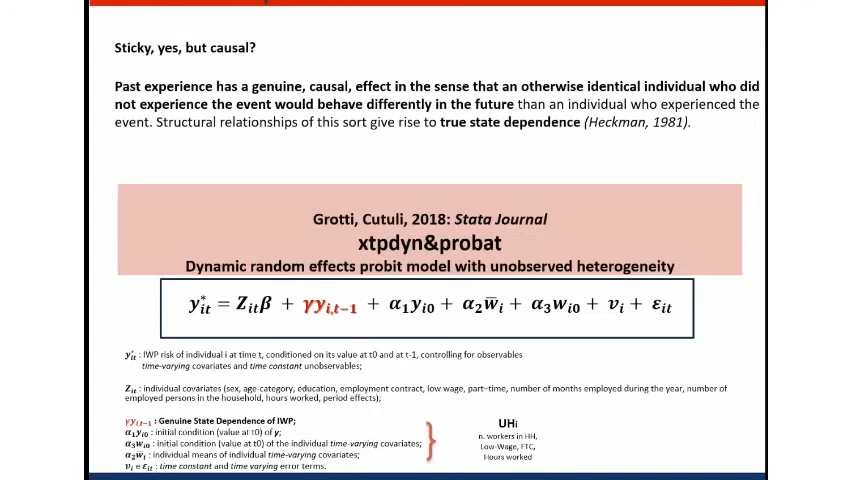 Sticky, yes, but causal?
Past experience has a genuine, causal, effect in the sense that an otherwise identical individual who did
not experience the event would behave differently in the future than an individual who experienced the
event. Structural relationships of this sort give rise to true state dependence (Heckman, 1981).
Grotti, Cutuli, 2018: Stata Journal
xtpdyn&probat
Dynamic random effects probit model with unobserved heterogeneity
y*it = Zitβ + γyi,t−1 + α1yi0 + α2w̅i + α3wi0 + υi + εit
y*it : IWP risk of individual i at time t, conditioned on its value at t0 and at t-1, controlling for observables
time-varying covariates and time constant unobservables;
Zit : individual covariates (sex, age-category, education, employment contract, low wage, part–time, number of months employed during the year, number of
employed persons in the household, hours worked, period effects);
γyi,t−1 : Genuine State Dependence of IWP;
α1yi0 : initial condition (value at t0) of y;
α3wi0 : initial condition (value at t0) of the individual time-varying covariates;
α2w̅i : individual means of individual time-varying covariates;
υi e εit : time constant and time varying error terms.
UHi
n. workers in HH,
Low-Wage, FTC,
Hours worked